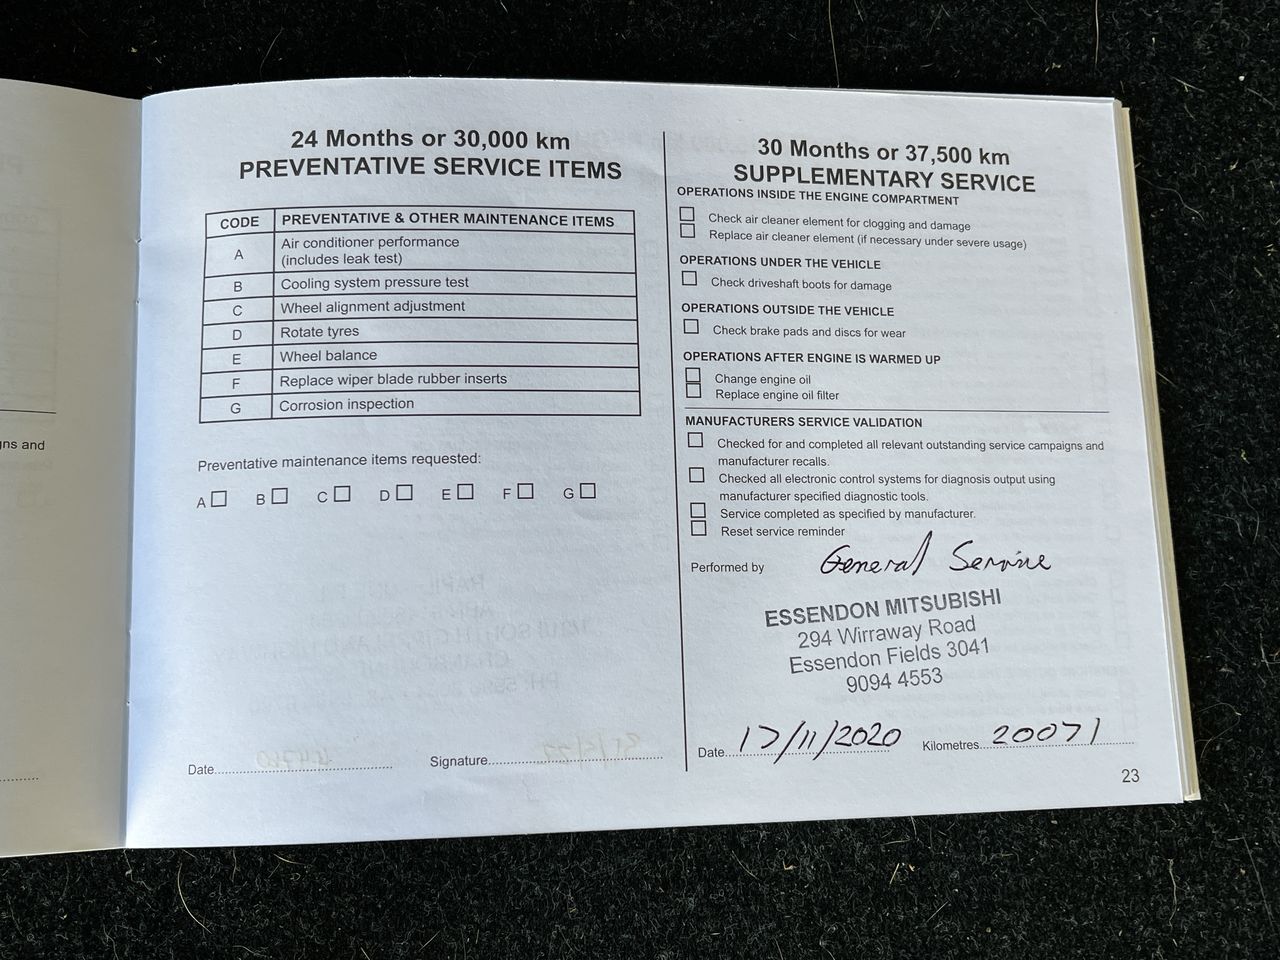 gns and
24 Months or 30,000 km
PREVENTATIVE SERVICE ITEMS
CODE PREVENTATIVE & OTHER MAINTENANCE ITEMS
A Air conditioner performance
(includes leak test)
B Cooling system pressure test
C Wheel alignment adjustment
D Rotate tyres
E Wheel balance
F Replace wiper blade rubber inserts
G Corrosion inspection
Preventative maintenance items requested:
A B C D E F G
Date Signature
30 Months or 37,500 km
SUPPLEMENTARY SERVICE
OPERATIONS INSIDE THE ENGINE COMPARTMENT
Check air cleaner element for clogging and damage
Replace air cleaner element (if necessary under severe usage)
OPERATIONS UNDER THE VEHICLE
Check driveshaft boots for damage
OPERATIONS OUTSIDE THE VEHICLE
Check brake pads and discs for wear
OPERATIONS AFTER ENGINE IS WARMED UP
Change engine oil
Replace engine oil filter
MANUFACTURERS SERVICE VALIDATION
Checked for and completed all relevant outstanding service campaigns and
manufacturer recalls.
Checked all electronic control systems for diagnosis output using
manufacturer specified diagnostic tools.
Service completed as specified by manufacturer.
Reset service reminder
Performed by General Service
ESSENDON MITSUBISHI
294 Wirraway Road
Essendon Fields 3041
9094 4553
Date 17/11/2020 Kilometres 20071
23